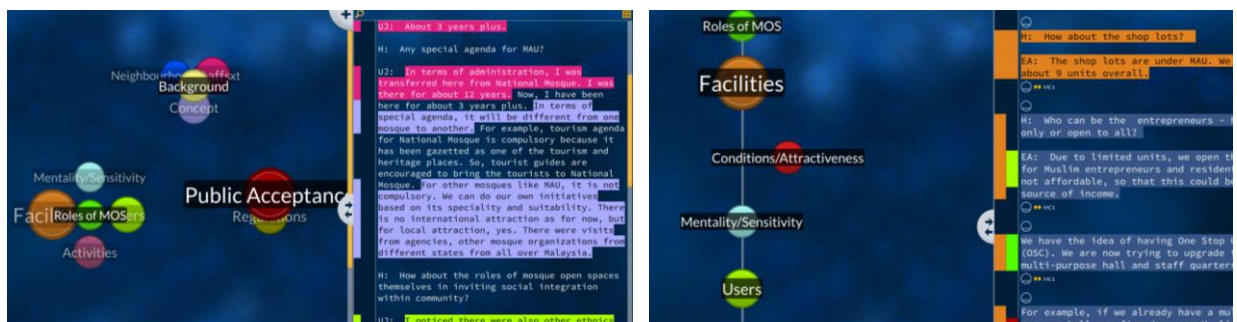 Neighbourhood
Staffsxt
Background
Concept
Mentality/Sensitivity
Facil
Roles of MOS
ers
Public Acceptanc
Regulations
Activities
UJ: About 3 years plus.
H: Any special agenda for MAU?
UJ: In terms of administration, I was
transferred here from National Mosque. I was
there for about 12 years. Now, I have been
here for about 3 years plus. In terms of
special agenda, it will be different from one
mosque to another. For example, tourism agenda
for National Mosque is compulsory because it
has been gazetted as one of the tourism and
heritage places. So, tourist guides are
encouraged to bring the tourists to National
Mosque. For other mosques like MAU, it is not
compulsory. We can do our own initiatives
based on its speciality and suitability. There
is no international attraction as for now, but
for local attraction, yes. There were visits
from agencies, other mosque organizations from
different states from all over Malaysia.
H: How about the roles of mosque open spaces
themselves in inviting social integration
within community?
UJ: I noticed there were also other ethnics
Roles of MOS
Facilities
Conditions/Attractiveness
Mentality/Sensitivity
Users
H: How about the shop lots?
EA: The shop lots are under MAU. We
about 9 units overall.
MC1
H: Who can be the entrepreneurs – M
only or open to all?
EA: Due to limited units, we open th
for Muslim entrepreneurs and residen
not affordable, so that this could be
source of income.
MC1
We have the idea of having One Stop C
(OSC). We are now trying to upgrade i
multi-purpose hall and staff quarters
MC1
For example, if we already have a mu